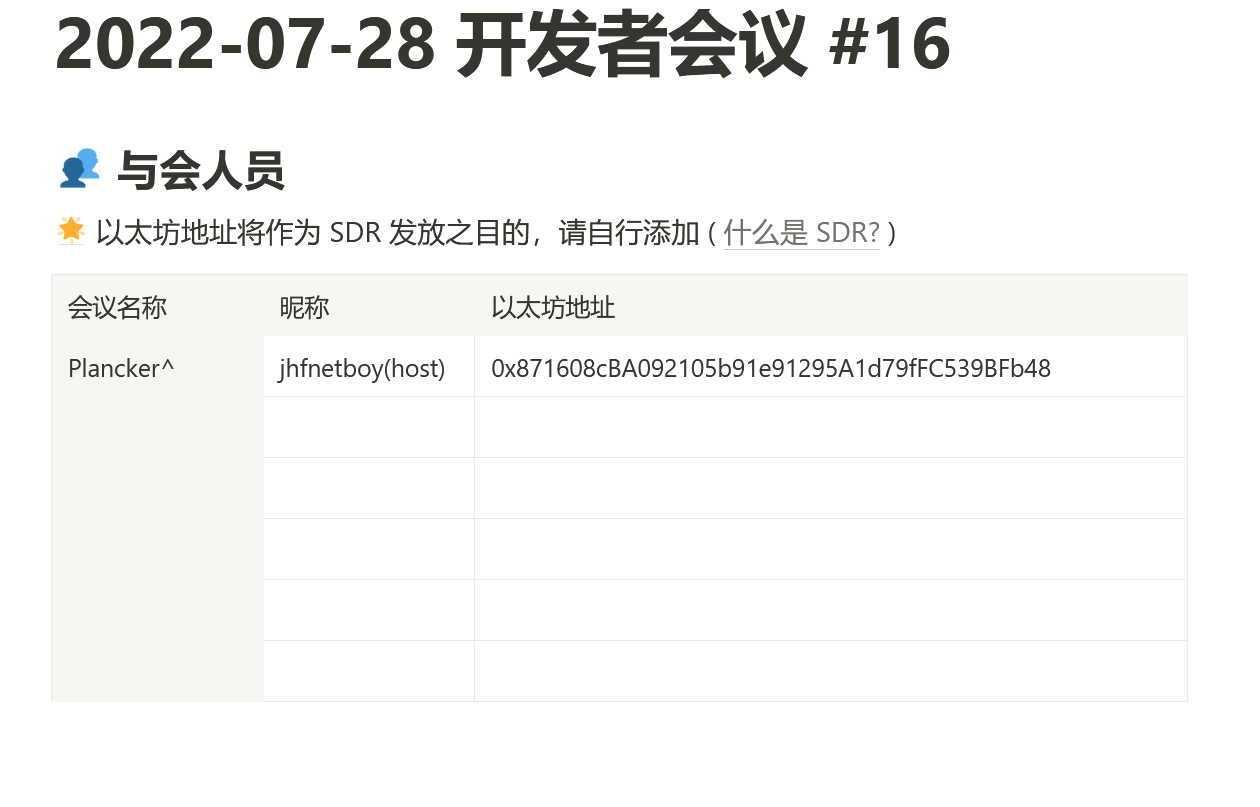 2022-07-28 开发者会议 #16
与会人员
以太坊地址将作为 SDR 发放之目的，请自行添加 ( 什么是 SDR? )
会议名称 昵称 以太坊地址
Plancker^ jhfnetboy(host) 0x871608cBA092105b91e91295A1d79fFC539BFb48